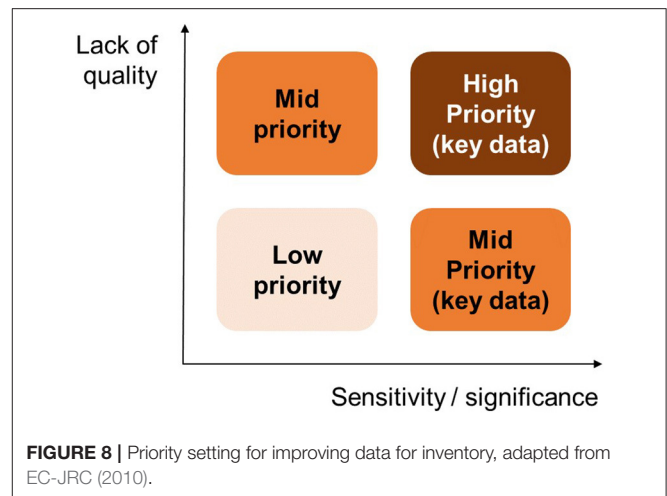 Lack of
quality
Mid
priority
High
Priority
(key data)
Low
priority
Mid
Priority
(key data)
Sensitivity / significance
FIGURE 8 | Priority setting for improving data for inventory, adapted from
EC-JRC (2010).